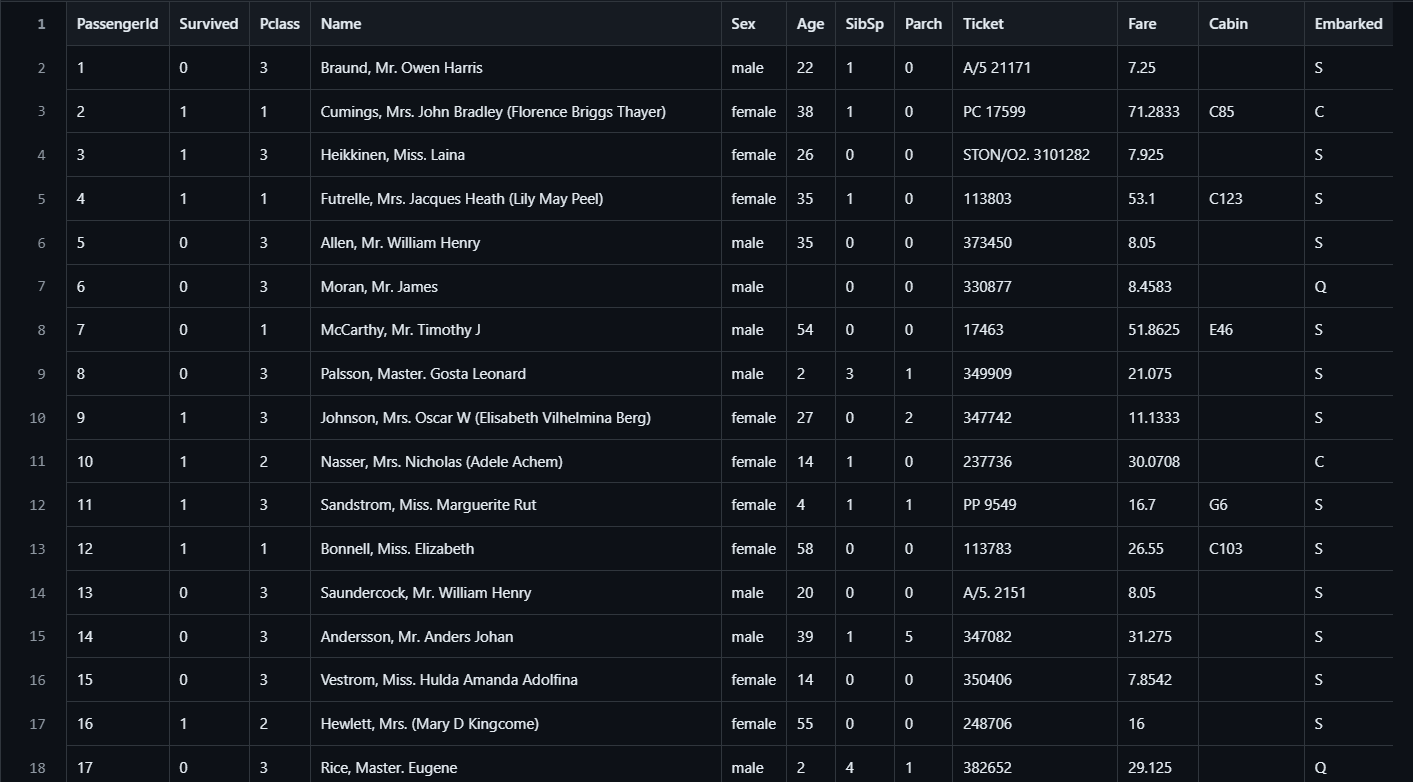 1 PassengerId Survived Pclass Name Sex Age SibSp Parch Ticket Fare Cabin Embarked
2 1 0 3 Braund, Mr. Owen Harris male 22 1 0 A/5 21171 7.25 S
3 2 1 1 Cumings, Mrs. John Bradley (Florence Briggs Thayer) female 38 1 0 PC 17599 71.2833 C85 C
4 3 1 3 Heikkinen, Miss. Laina female 26 0 0 STON/O2. 3101282 7.925 S
5 4 1 1 Futrelle, Mrs. Jacques Heath (Lily May Peel) female 35 1 0 113803 53.1 C123 S
6 5 0 3 Allen, Mr. William Henry male 35 0 0 373450 8.05 S
7 6 0 3 Moran, Mr. James male 0 0 330877 8.4583 Q
8 7 0 1 McCarthy, Mr. Timothy J male 54 0 0 17463 51.8625 E46 S
9 8 0 3 Palsson, Master. Gosta Leonard male 2 3 1 349909 21.075 S
10 9 1 3 Johnson, Mrs. Oscar W (Elisabeth Vilhelmina Berg) female 27 0 2 347742 11.1333 S
11 10 1 2 Nasser, Mrs. Nicholas (Adele Achem) female 14 1 0 237736 30.0708 C
12 11 1 3 Sandstrom, Miss. Marguerite Rut female 4 1 1 PP 9549 16.7 G6 S
13 12 1 1 Bonnell, Miss. Elizabeth female 58 0 0 113783 26.55 C103 S
14 13 0 3 Saundercock, Mr. William Henry male 20 0 0 A/5. 2151 8.05 S
15 14 0 3 Andersson, Mr. Anders Johan male 39 1 5 347082 31.275 S
16 15 0 3 Vestrom, Miss. Hulda Amanda Adolfina female 14 0 0 350406 7.8542 S
17 16 1 2 Hewlett, Mrs. (Mary D Kingcome) female 55 0 0 248706 16 S
18 17 0 3 Rice, Master. Eugene male 2 4 1 382652 29.125 Q